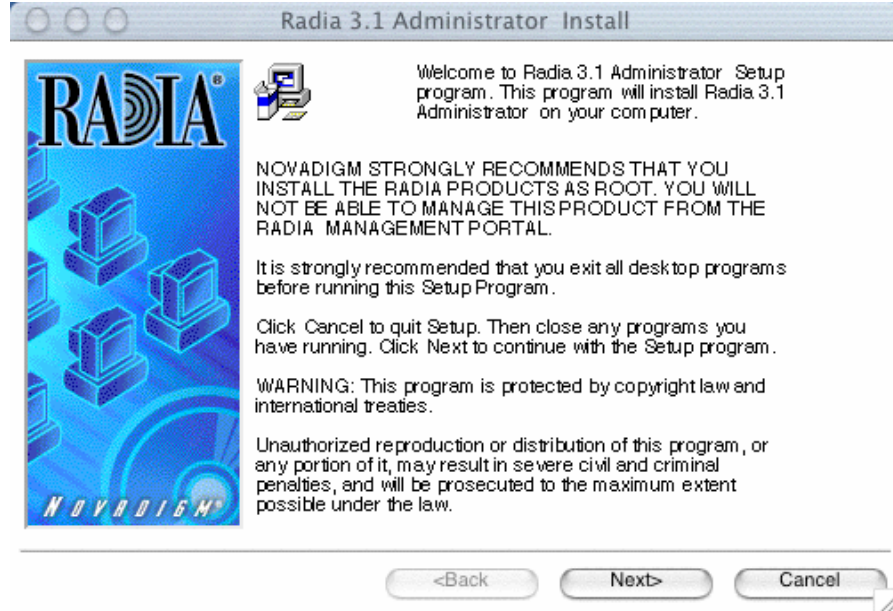 Radia 3.1 Administrator Install
RADIA®
Welcome to Radia 3.1 Administrator Setup
program. This program will install Radia 3.1
Administrator on your computer.
NOVADIGM STRONGLY RECOMMENDS THAT YOU
INSTALL THE RADIA PRODUCTS AS ROOT. YOU WILL
NOT BE ABLE TO MANAGE THIS PRODUCT FROM THE
RADIA MANAGEMENT PORTAL.
It is strongly recommended that you exit all desktop programs
before running this Setup Program.
Click Cancel to quit Setup. Then close any programs you
have running. Click Next to continue with the Setup program.
WARNING: This program is protected by copyright law and
international treaties.
Unauthorized reproduction or distribution of this program, or
any portion of it, may result in severe civil and criminal
penalties, and will be prosecuted to the maximum extent
possible under the law.
NOVADIGM®
<Back
Next>
Cancel